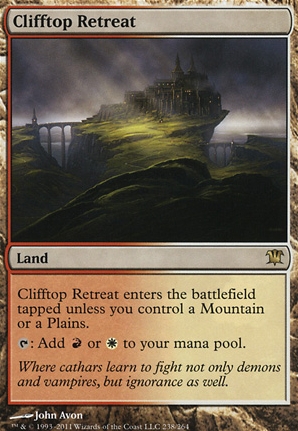 Clifftop Retreat
Land
Clifftop Retreat enters the battlefield
tapped unless you control a Mountain
or a Plains.
: Add or to your mana pool.
Where cathars learn to fight not only demons
and vampires, but ignorance as well.
John Avon
™ & © 1993–2011 Wizards of the Coast LLC 238/264